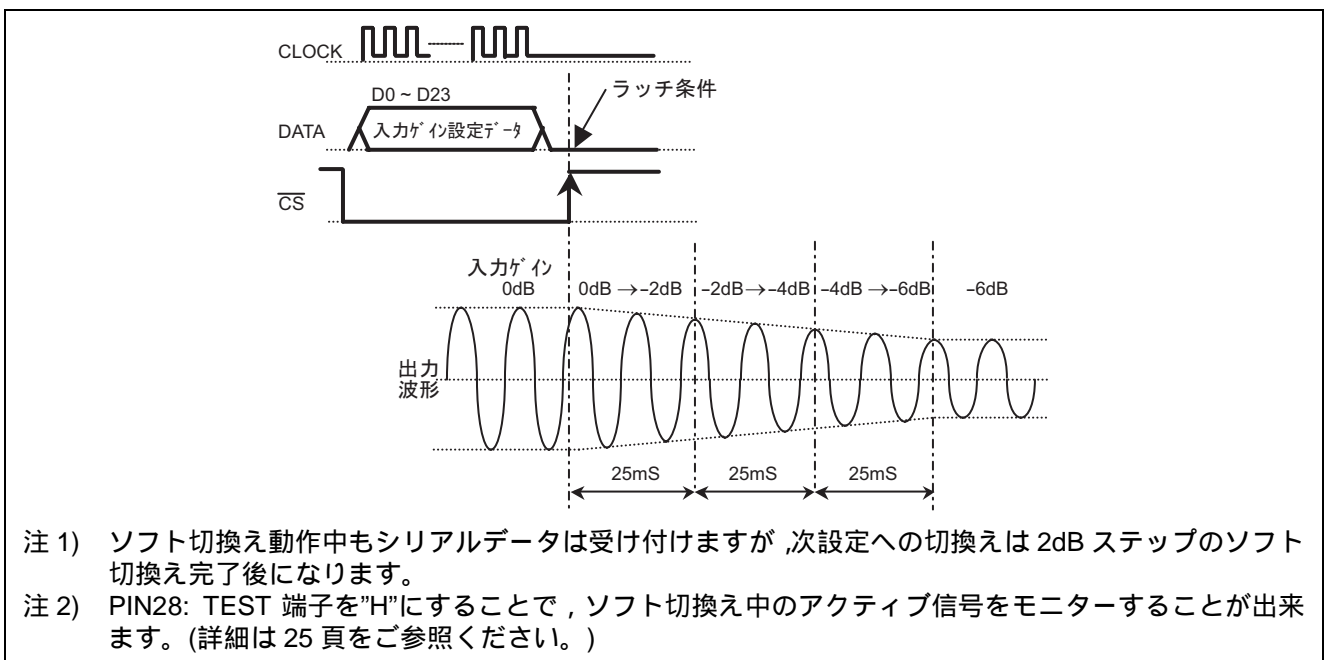 CLOCK
D0 ~ D23
ラッチ条件
DATA
入力ｹﾞｲﾝ設定ﾃﾞｰﾀ
CS
入力ｹﾞｲﾝ
0dB
0dB →−2dB
−2dB→−4dB
−4dB →−6dB
−6dB
出力
波形
25mS
25mS
25mS
注 1) ソフト切換え動作中もシリアルデータは受け付けますが ,次設定への切換えは 2dB ステップのソフト
切換え完了後になります。
注 2) PIN28: TEST 端子を”H”にすることで , ソフト切換え中のアクティブ信号をモニターすることが出来
ます。(詳細は 25 頁をご参照ください。)